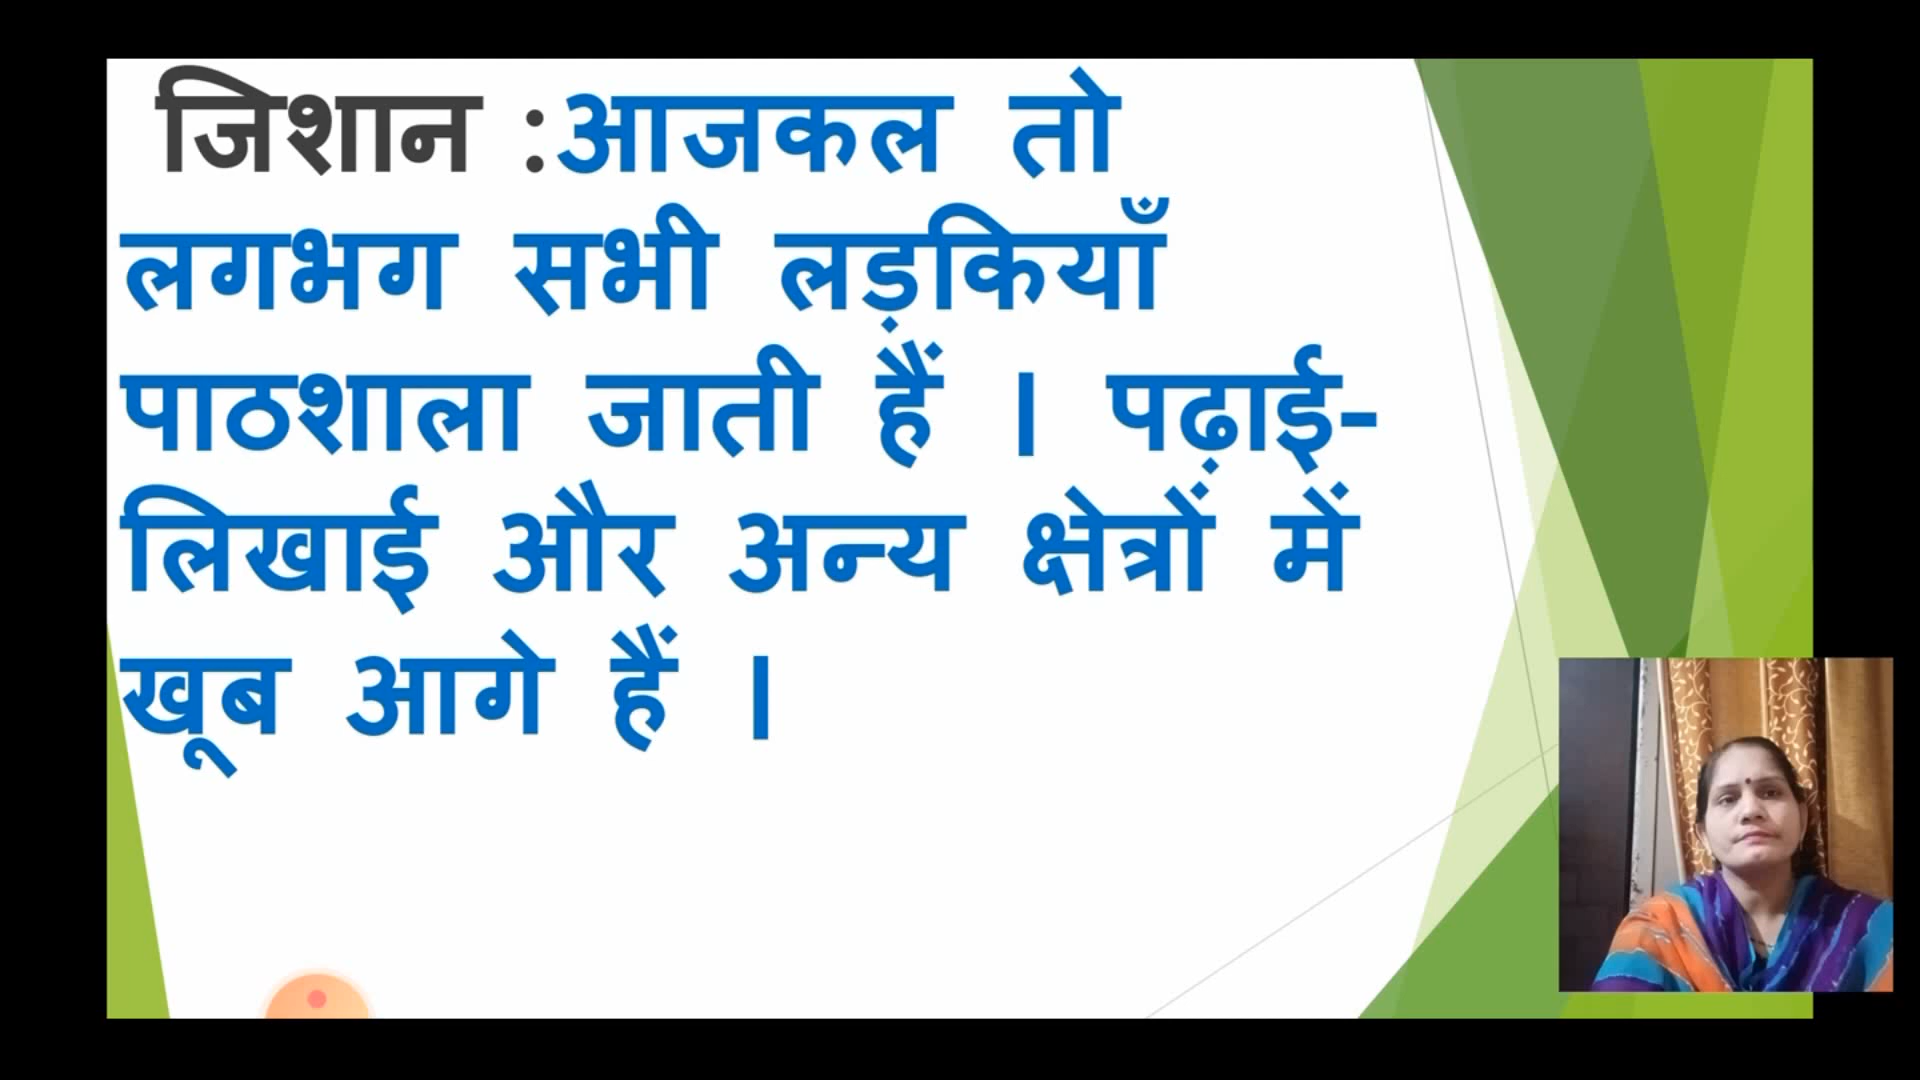 जिशान :आजकल तो
लगभग सभी लड़कियाँ
पाठशाला जाती हैं । पढ़ाई-
लिखाई और अन्य क्षेत्रों में
खूब आगे हैं ।